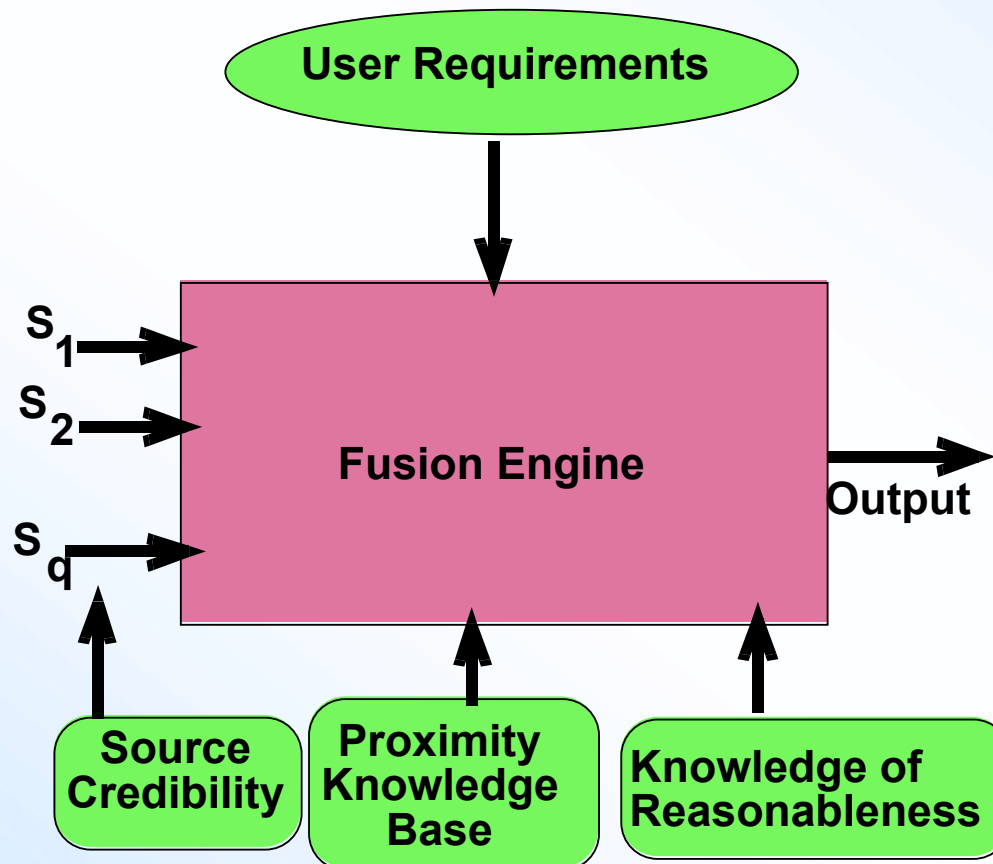 User Requirements
S1
S2
Fusion Engine
Output
Sq
Source
Credibility
Proximity
Knowledge
Base
Knowledge of
Reasonableness